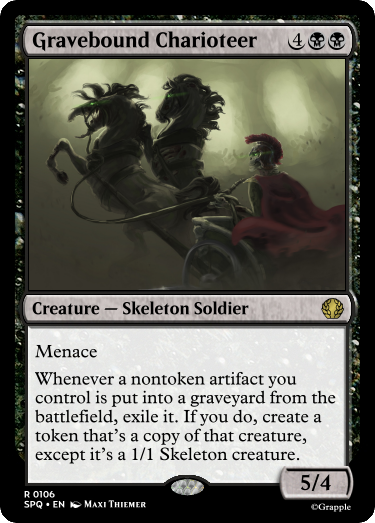 Gravebound Charioteer 4
Creature — Skeleton Soldier
Menace
Whenever a nontoken artifact you
control is put into a graveyard from the
battlefield, exile it. If you do, create a
token that's a copy of that creature,
except it's a 1/1 Skeleton creature.
5/4
R 0106
SPQ • EN Maxi Thiemer
©Grapple